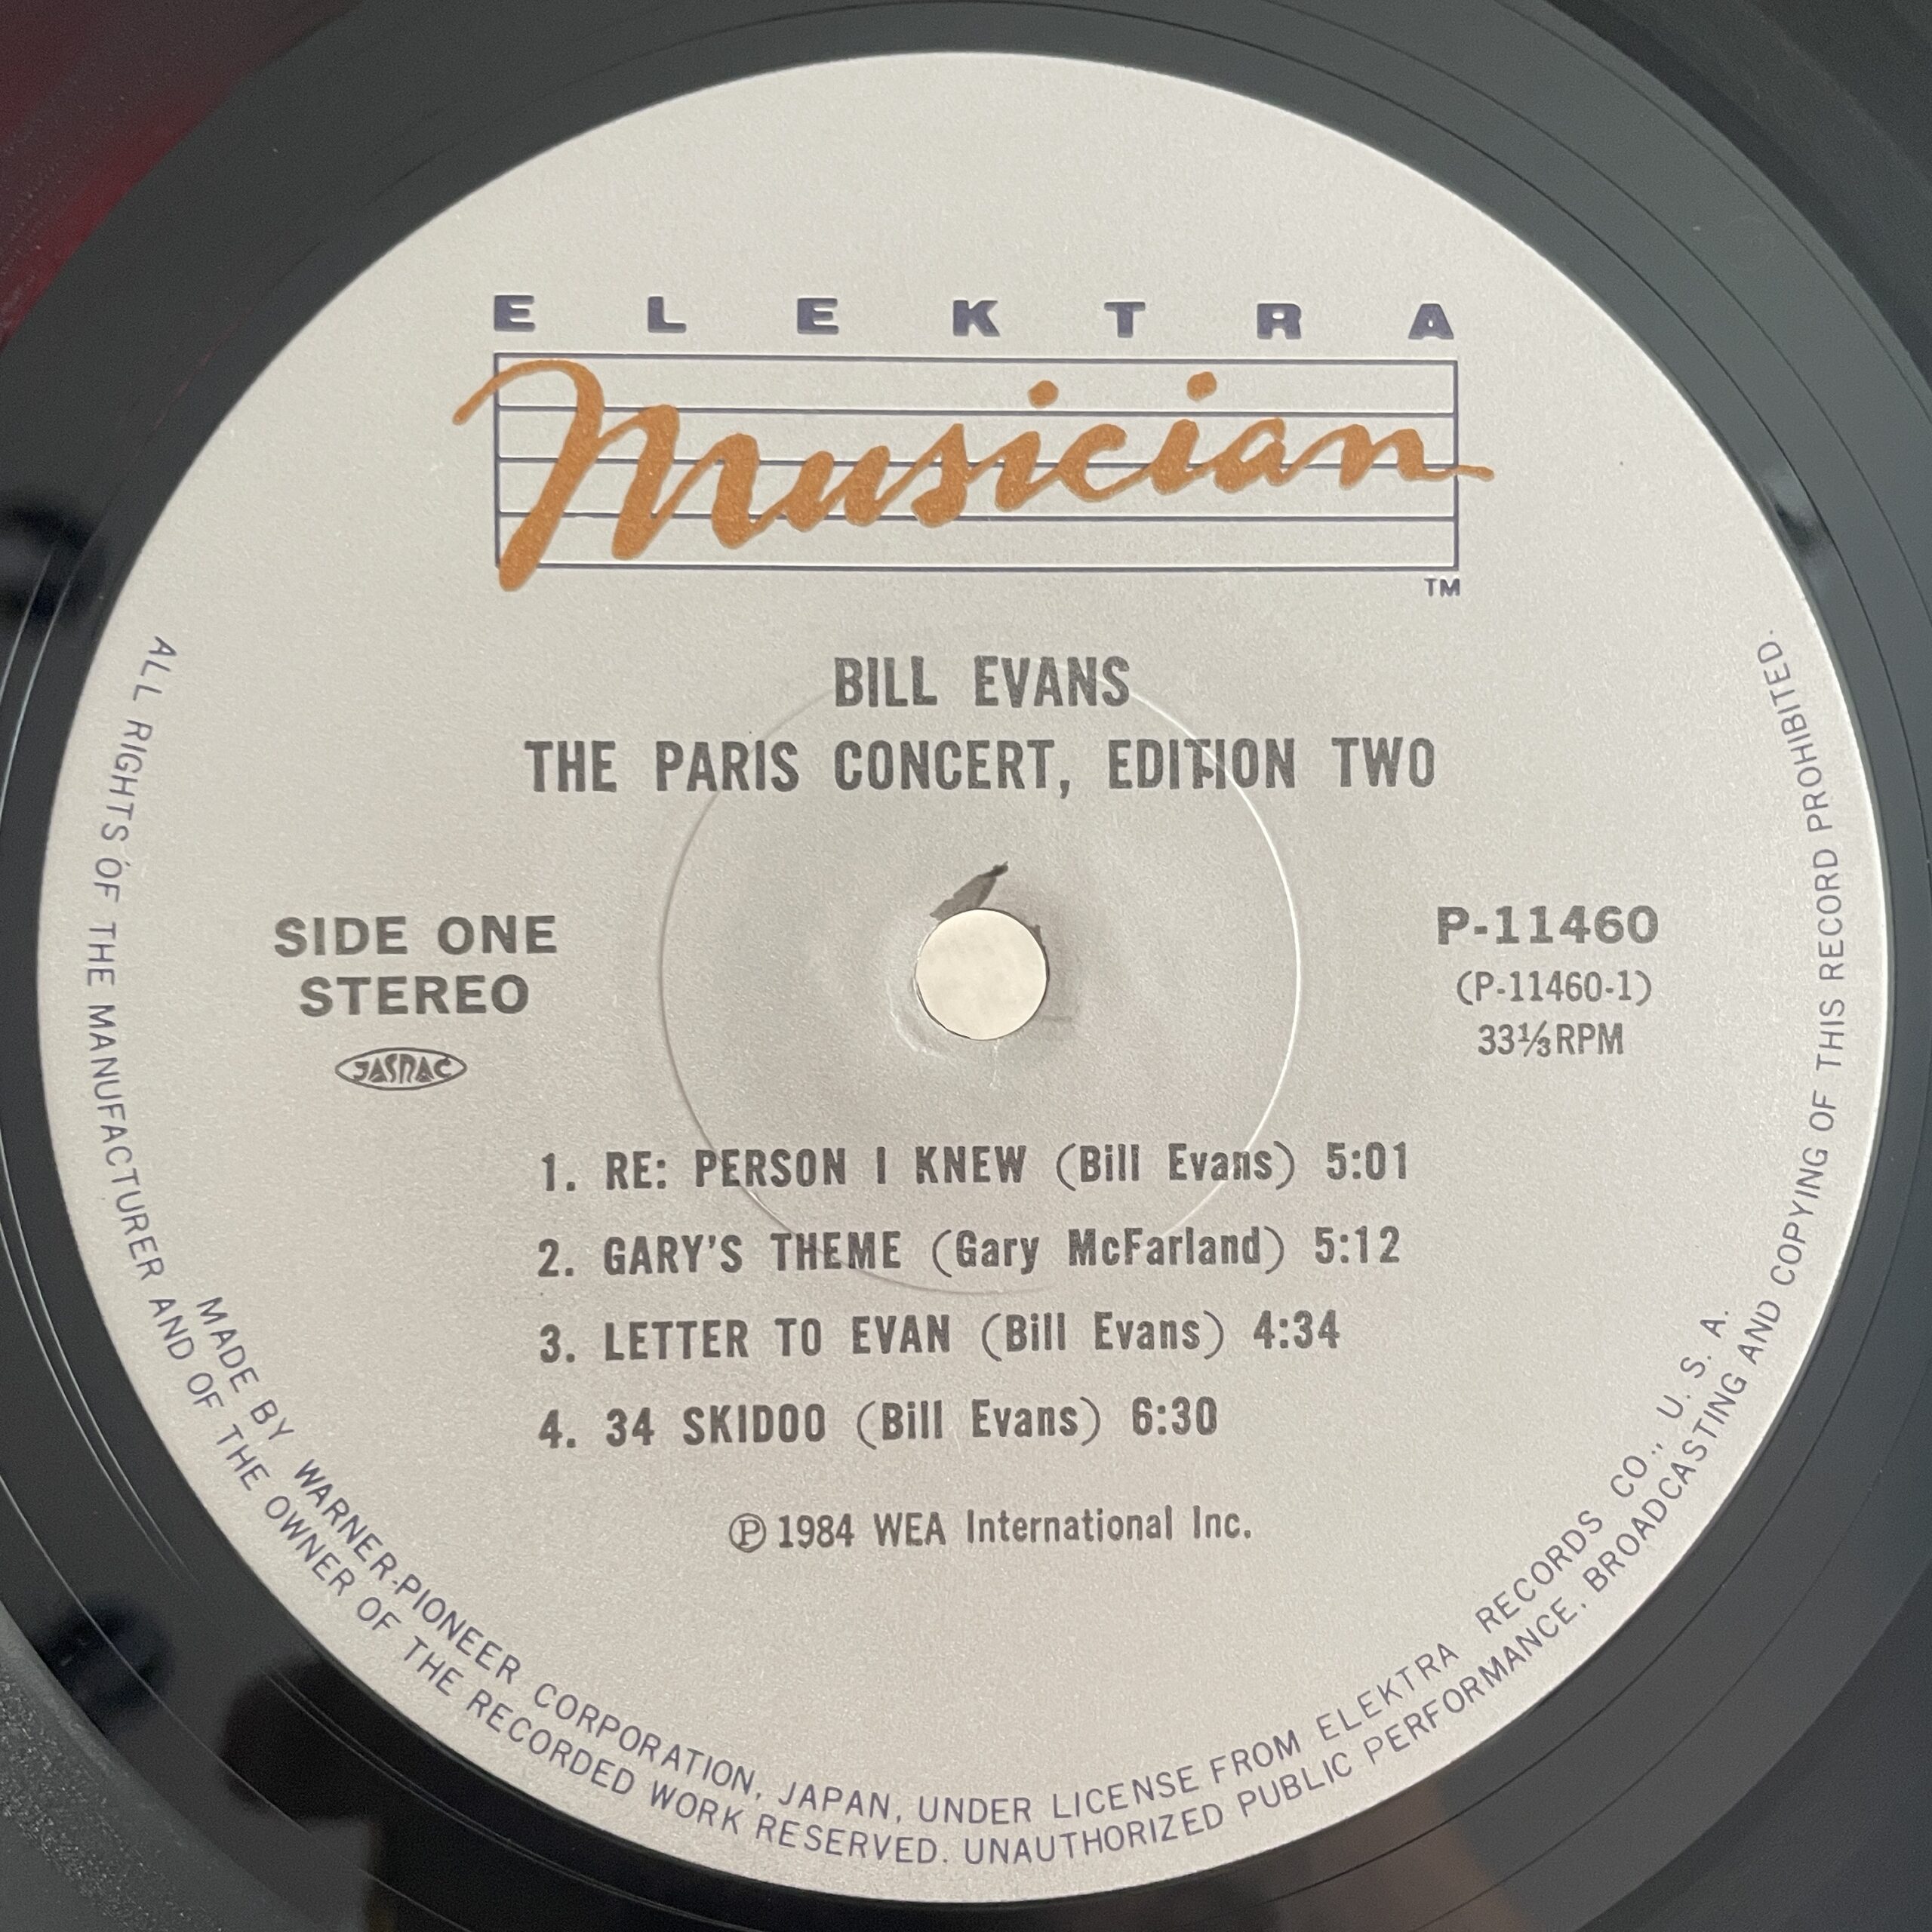 ELEKTRA
Musician
TM
BILL EVANS
THE PARIS CONCERT, EDITION TWO
SIDE ONE
STEREO
JASRAC
P-11460
(P-11460-1)
33⅓RPM
1. RE: PERSON I KNEW (Bill Evans) 5:01
2. GARY'S THEME (Gary McFarland) 5:12
3. LETTER TO EVAN (Bill Evans) 4:34
4. 34 SKIDOO (Bill Evans) 6:30
Ⓟ1984 WEA International Inc.
MADE BY WARNER-PIONEER CORPORATION, JAPAN, UNDER LICENSE FROM ELEKTRA RECORDS CO., U. S. A.
ALL RIGHTS OF THE MANUFACTURER AND OF THE OWNER OF THE RECORDED WORK RESERVED. UNAUTHORIZED PUBLIC PERFORMANCE, BROADCASTING AND COPYING OF THIS RECORD PROHIBITED.